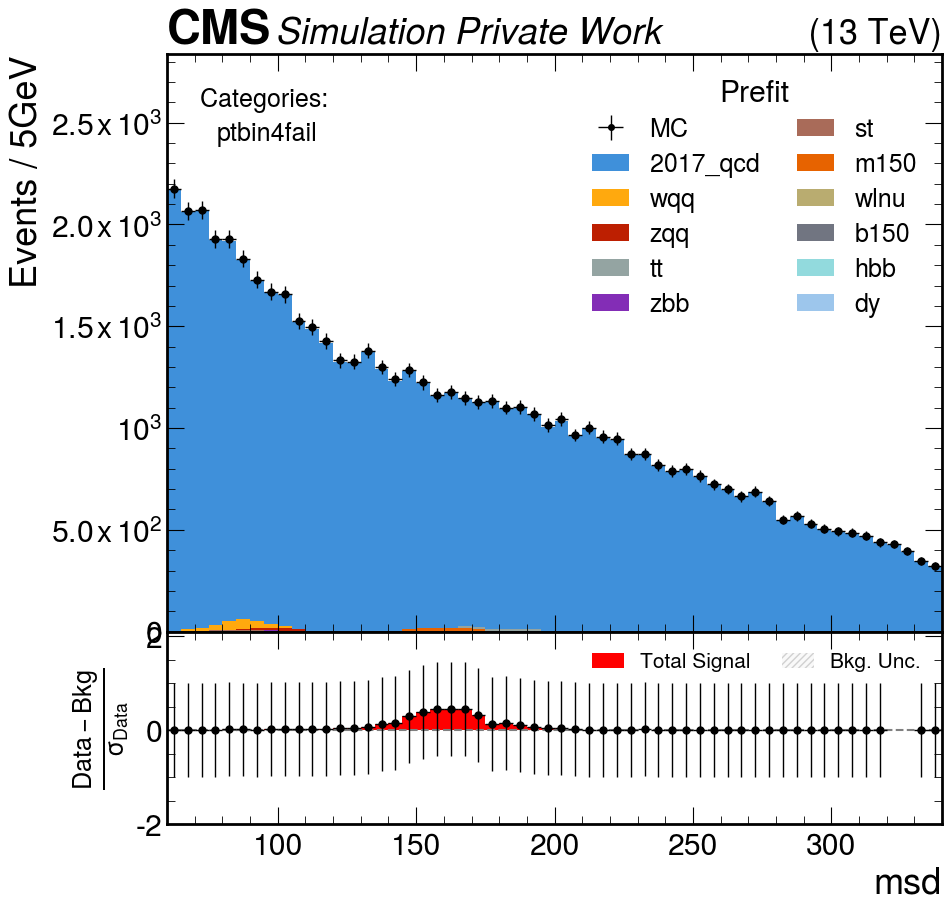 CMS Simulation Private Work (13 TeV)
Events / 5GeV
Categories:
ptbin4fail
Prefit
MC
2017_qcd
wqq
zqq
tt
zbb
st
m150
wlnu
b150
hbb
dy
2.5 x 10³
2.0 x 10³
1.5 x 10³
10³
5.0 x 10²
0
Total Signal
Bkg. Unc.
Data – Bkg
σData
2
0
-2
100 150 200 250 300
msd